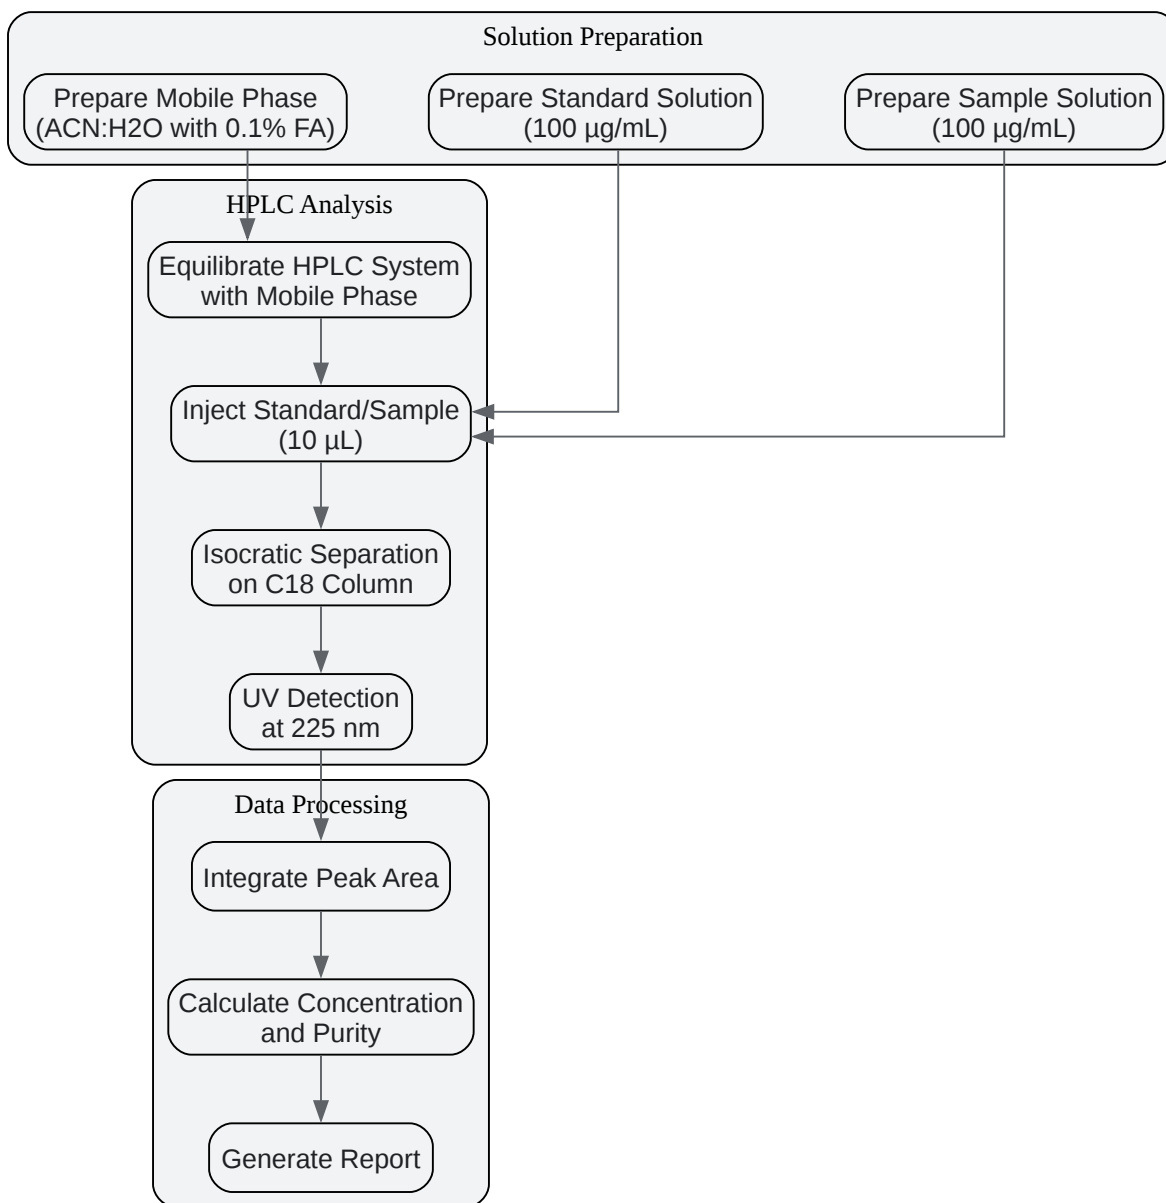 Solution Preparation
Prepare Mobile Phase
(ACN:H2O with 0.1% FA)
Prepare Standard Solution
(100 µg/mL)
Prepare Sample Solution
(100 µg/mL)
HPLC Analysis
Equilibrate HPLC System
with Mobile Phase
Inject Standard/Sample
(10 µL)
Isocratic Separation
on C18 Column
UV Detection
at 225 nm
Data Processing
Integrate Peak Area
Calculate Concentration
and Purity
Generate Report